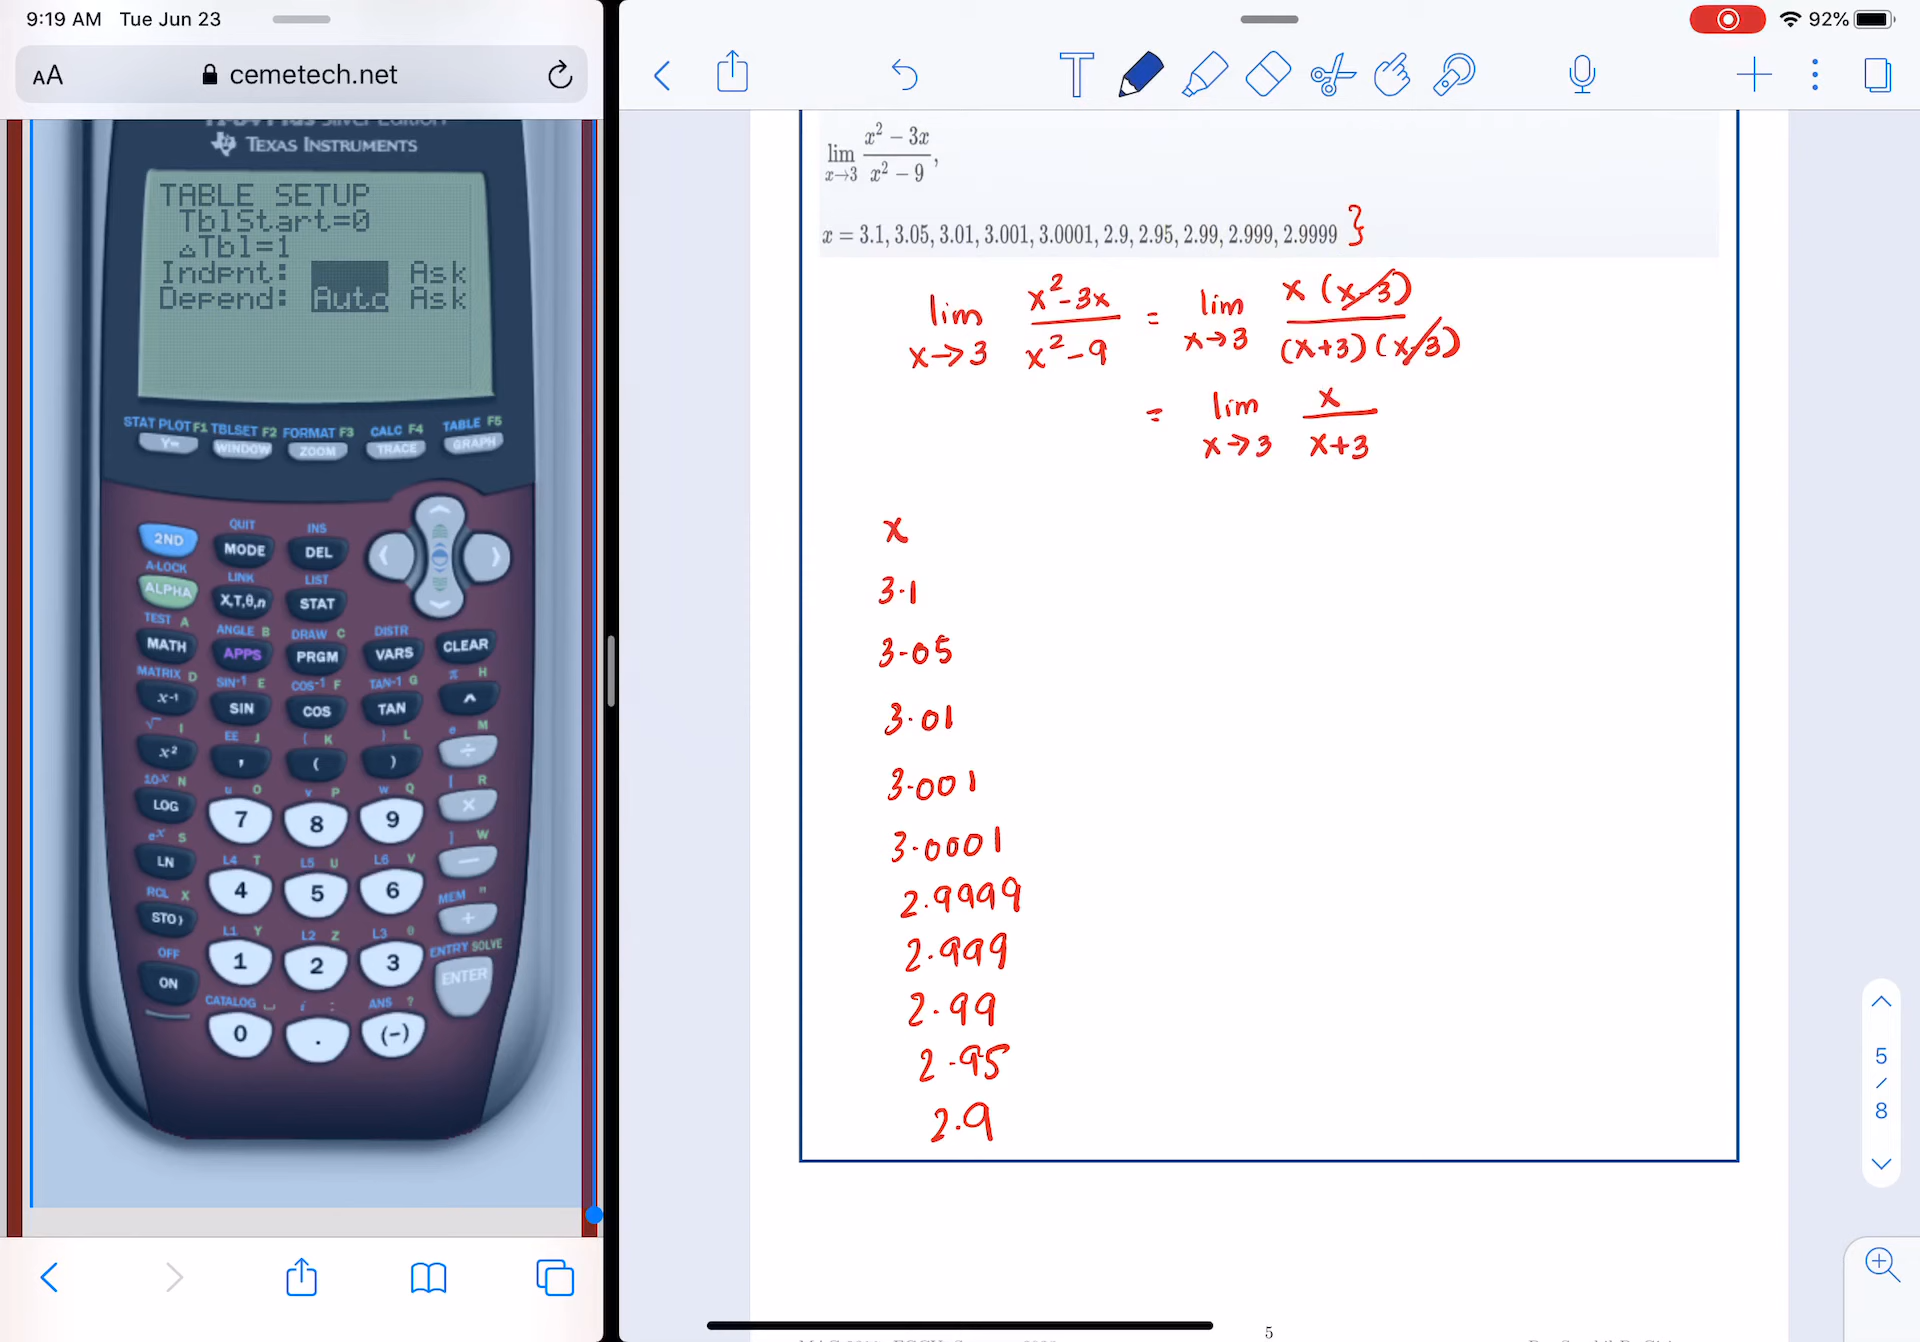 9:19 AM Tue Jun 23
92%
AA cemetech.net
TEXAS INSTRUMENTS
TABLE SETUP
TblStart=0
△Tbl=1
Indpnt: Ask
Depend: Auto Ask
STAT PLOT F1 TBLSET F2 FORMAT F3 CALC F4 TABLE F5
Y= WINDOW ZOOM TRACE GRAPH
QUIT INS
2ND MODE DEL
A-LOCK LINK LIST
ALPHA X,T,θ,n STAT
TEST A ANGLE B DRAW C DISTR
MATH APPS PRGM VARS CLEAR
MATRIX D SIN⁻¹ E COS⁻¹ F TAN⁻¹ G π H
x⁻¹ SIN COS TAN ^
√ I EE J { K } L e M
x² , ( ) ÷
10ˣ N u O v P w Q [ R
LOG 7 8 9 ×
eˣ S L4 T L5 U L6 V ] W
LN 4 5 6 −
RCL X L1 Y L2 Z L3 θ MEM "
STO› 1 2 3 +
OFF CATALOG ⎵ i : ANS ? ENTRY SOLVE
ON 0 . (−) ENTER
lim x→3 x² − 3x / x² − 9 ,
x = 3.1, 3.05, 3.01, 3.001, 3.0001, 2.9, 2.95, 2.99, 2.999, 2.9999 }
lim x→3 x²-3x / x²-9 = lim x→3 x (x-3) / (x+3)(x-3)
= lim x→3 x / x+3
x
3.1
3.05
3.01
3.001
3.0001
2.9999
2.999
2.99
2.95
2.9
5
/
8
5